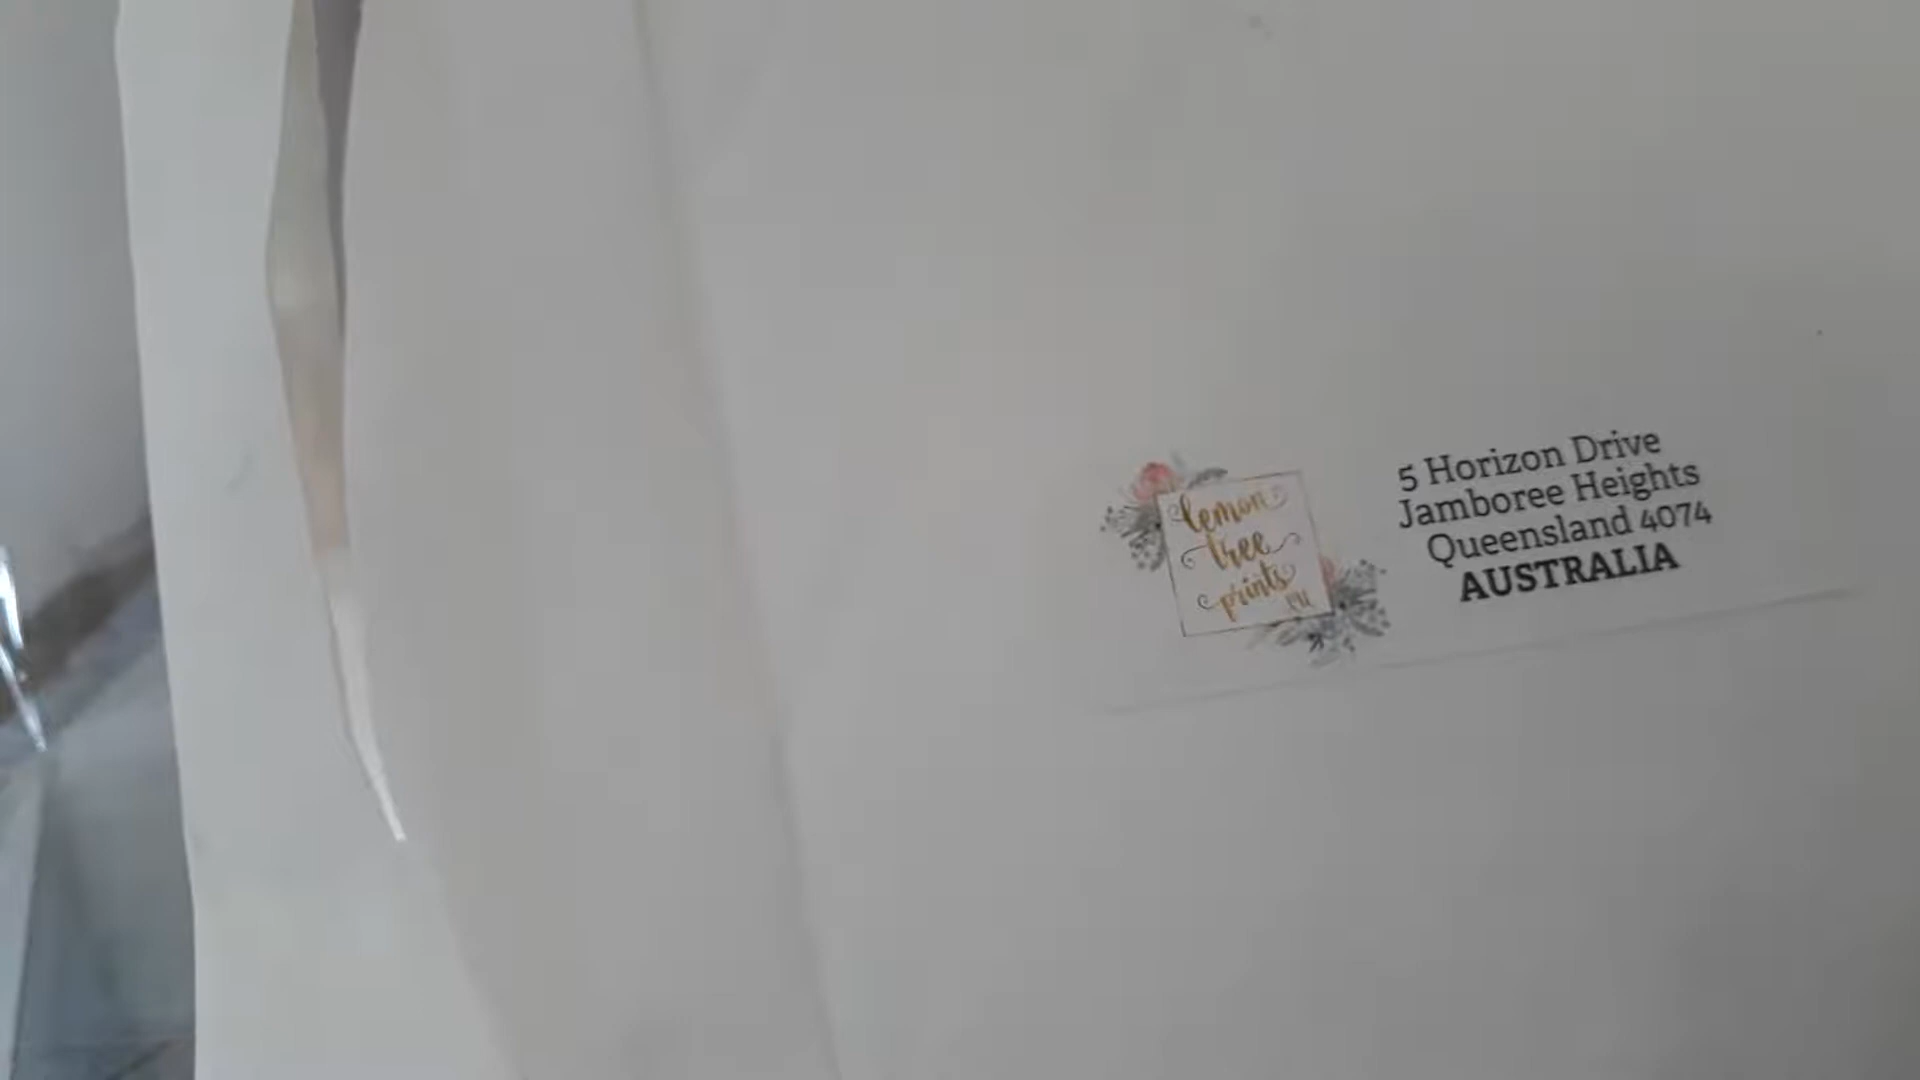 lemon
tree
prints
5 Horizon Drive
Jamboree Heights
Queensland 4074
AUSTRALIA